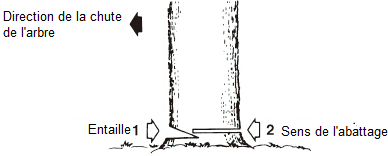 Direction de la chute
de l'arbre
Entaille 1
2 Sens de l'abattage